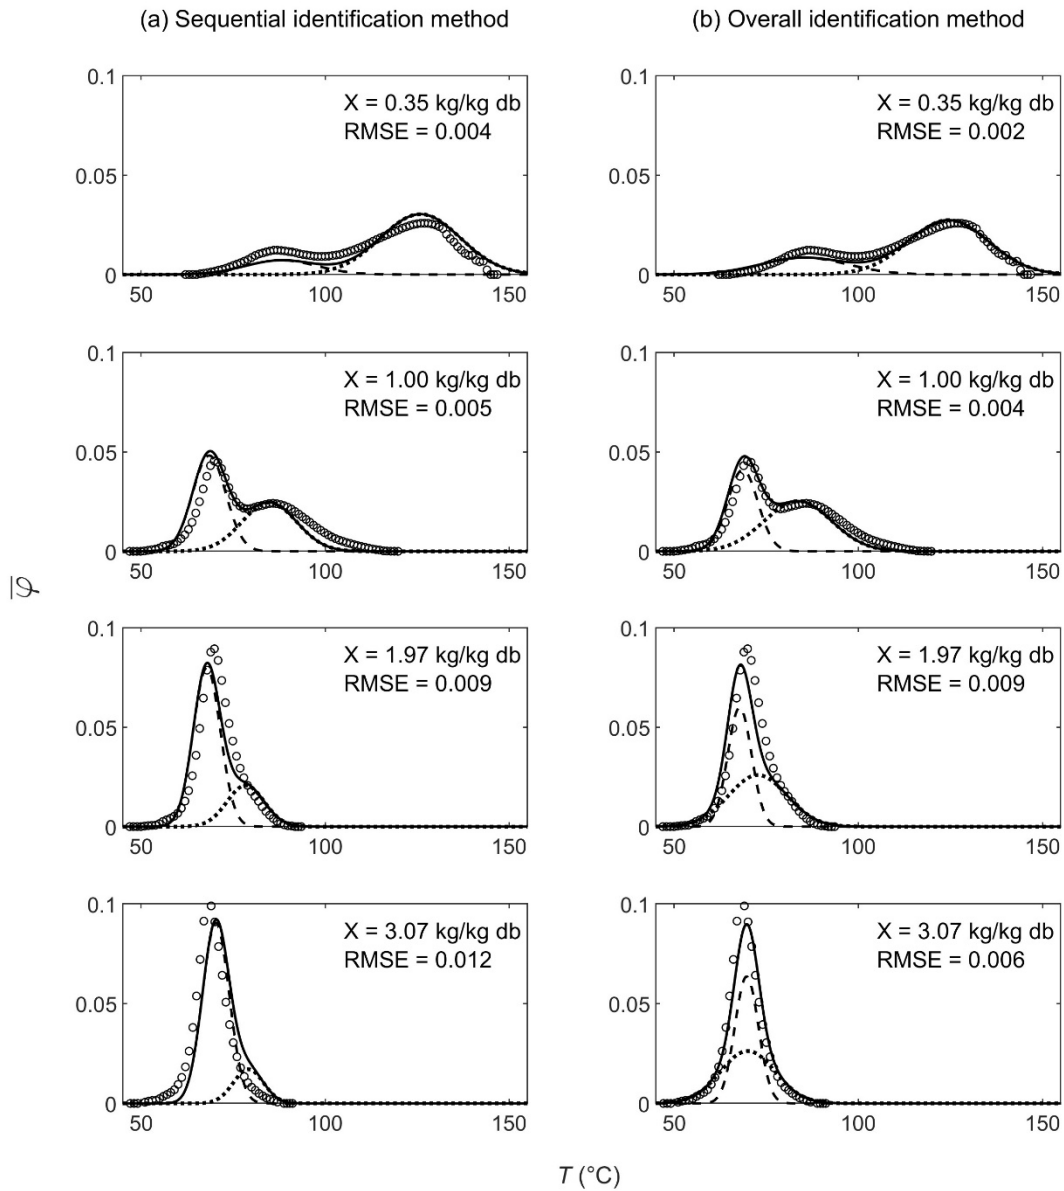 (a) Sequential identification method
(b) Overall identification method
0.1
0.05
0
50
100
150
X = 0.35 kg/kg db
RMSE = 0.004
0.1
0.05
0
50
100
150
X = 0.35 kg/kg db
RMSE = 0.002
0.1
0.05
0
50
100
150
X = 1.00 kg/kg db
RMSE = 0.005
0.1
0.05
0
50
100
150
X = 1.00 kg/kg db
RMSE = 0.004
0.1
0.05
0
50
100
150
X = 1.97 kg/kg db
RMSE = 0.009
0.1
0.05
0
50
100
150
X = 1.97 kg/kg db
RMSE = 0.009
0.1
0.05
0
50
100
150
X = 3.07 kg/kg db
RMSE = 0.012
0.1
0.05
0
50
100
150
X = 3.07 kg/kg db
RMSE = 0.006
φ̅
T (°C)